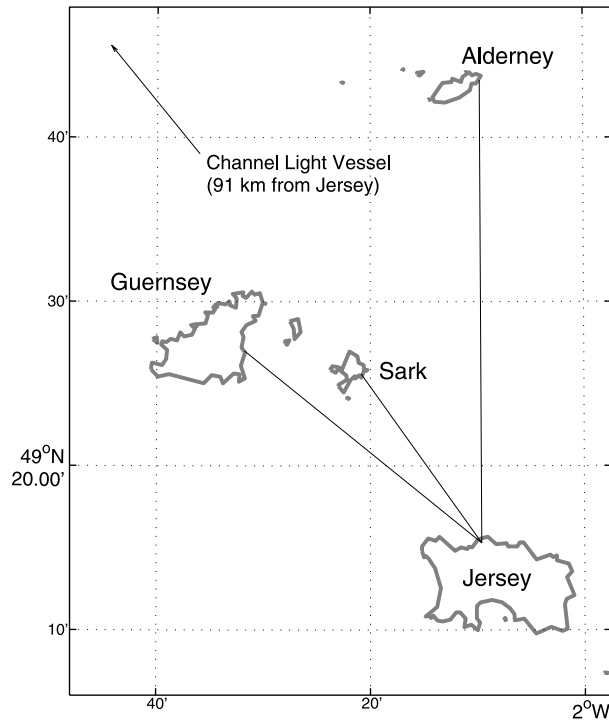 Alderney
40'
Channel Light Vessel
(91 km from Jersey)
Guernsey
30'
Sark
49°N
20.00'
Jersey
10'
40'
20'
2°W